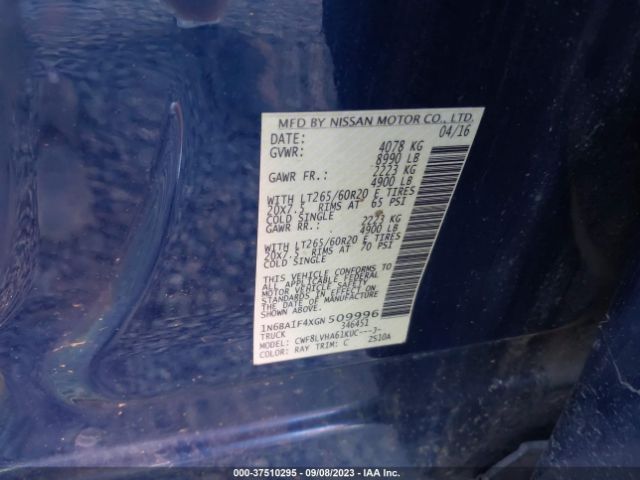 MFD BY NISSAN MOTOR CO., LTD.
DATE: 04/16
GVWR: 4078 KG
8990 LB
GAWR FR.: 2223 KG
4900 LB
WITH LT265/60R20 E TIRES
20X7.5 RIMS AT 65 PSI
COLD SINGLE
GAWR RR.: 2223 KG
4900 LB
WITH LT265/60R20 E TIRES
20X7.5 RIMS AT 70 PSI
COLD SINGLE
THIS VEHICLE CONFORMS TO
ALL APPLICABLE FEDERAL
MOTOR VEHICLE SAFETY
STANDARDS IN EFFECT ON
THE DATE OF MANUFACTURE
SHOWN ABOVE.
1N6BA1F4XGN509996
TRUCK 346451
MODEL: CWF8LVHA61KUC---J-
COLOR: RAY TRIM: C 2S10A
000-37510295 - 09/08/2023 - IAA Inc.